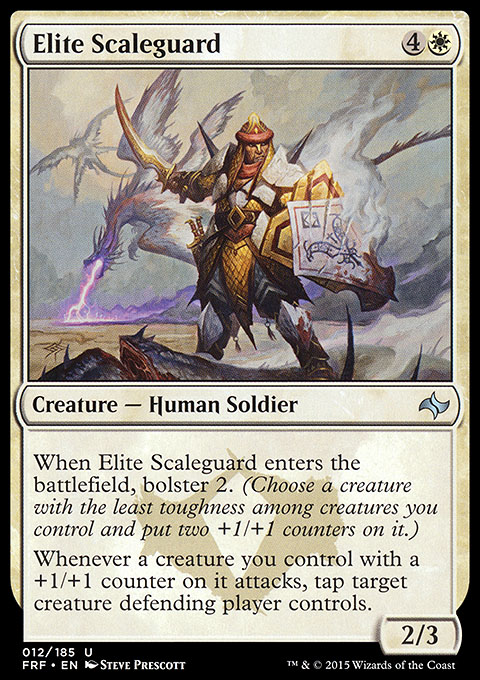 Elite Scaleguard 4
Creature — Human Soldier
When Elite Scaleguard enters the
battlefield, bolster 2. (Choose a creature
with the least toughness among creatures you
control and put two +1/+1 counters on it.)
Whenever a creature you control with a
+1/+1 counter on it attacks, tap target
creature defending player controls.
2/3
012/185 U
FRF • EN STEVE PRESCOTT
™ & © 2015 Wizards of the Coast